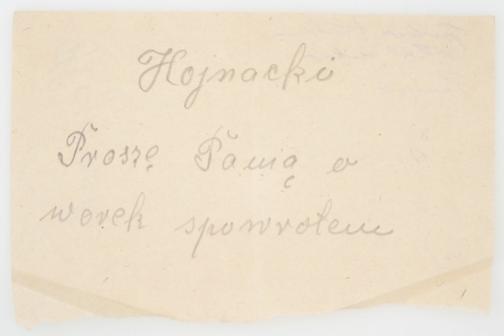 Hojnacki
Proszę Panią o
worek spowrotem